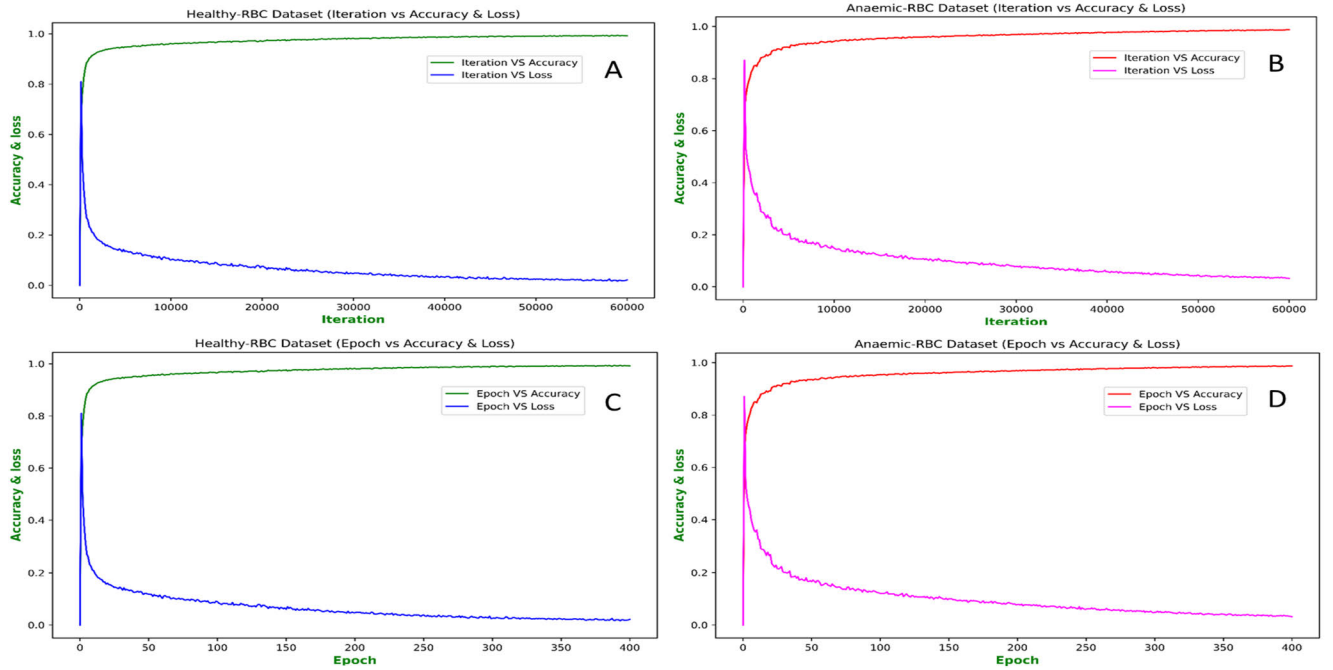 Healthy-RBC Dataset (Iteration vs Accuracy & Loss)
Accuracy & loss
1.0
0.8
0.6
0.4
0.2
0.0
Iteration VS Accuracy
Iteration VS Loss
A
0 10000 20000 30000 40000 50000 60000
Iteration
Anaemic-RBC Dataset (Iteration vs Accuracy & Loss)
Accuracy & loss
1.0
0.8
0.6
0.4
0.2
0.0
Iteration VS Accuracy
Iteration VS Loss
B
0 10000 20000 30000 40000 50000 60000
Iteration
Healthy-RBC Dataset (Epoch vs Accuracy & Loss)
Accuracy & loss
1.0
0.8
0.6
0.4
0.2
0.0
Epoch VS Accuracy
Epoch VS Loss
C
0 50 100 150 200 250 300 350 400
Epoch
Anaemic-RBC Dataset (Epoch vs Accuracy & Loss)
Accuracy & loss
1.0
0.8
0.6
0.4
0.2
0.0
Epoch VS Accuracy
Epoch VS Loss
D
0 50 100 150 200 250 300 350 400
Epoch